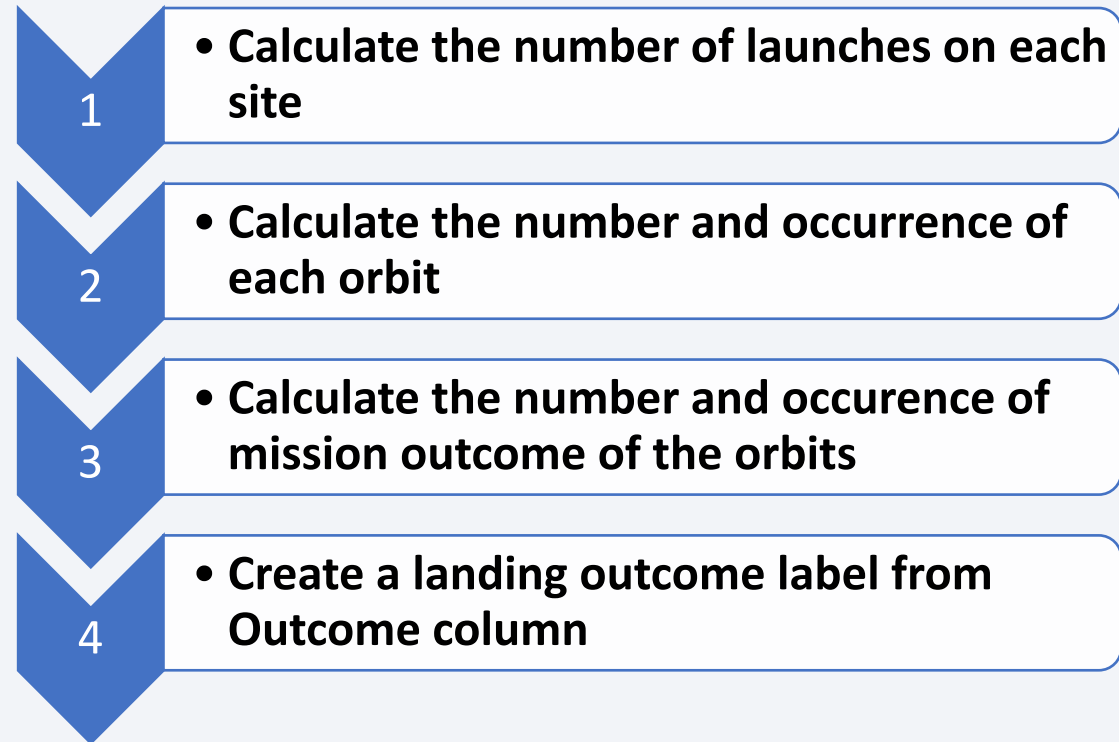 1
• Calculate the number of launches on each
site
2
• Calculate the number and occurrence of
each orbit
3
• Calculate the number and occurence of
mission outcome of the orbits
4
• Create a landing outcome label from
Outcome column